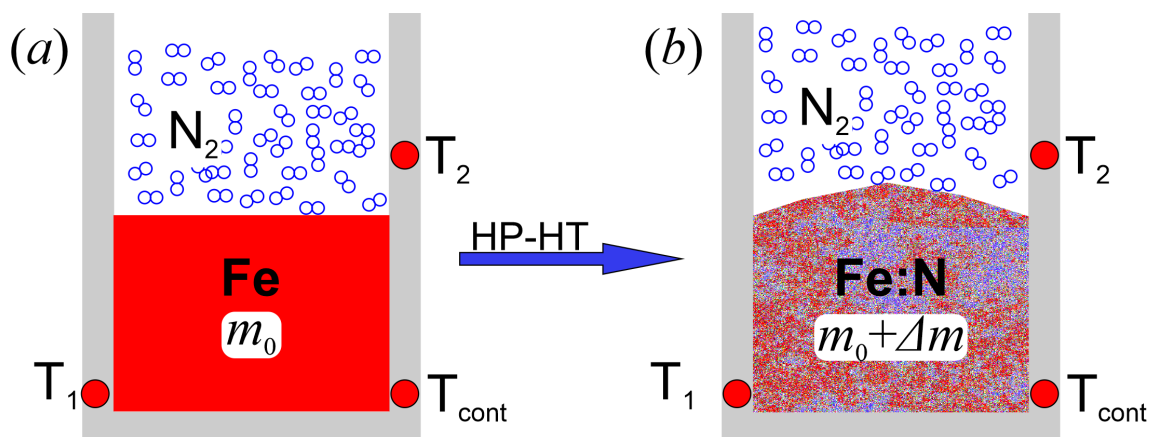 (a)
N2
T2
Fe
m0
T1
Tcont
HP-HT
(b)
N2
T2
Fe:N
m0+Δm
T1
Tcont